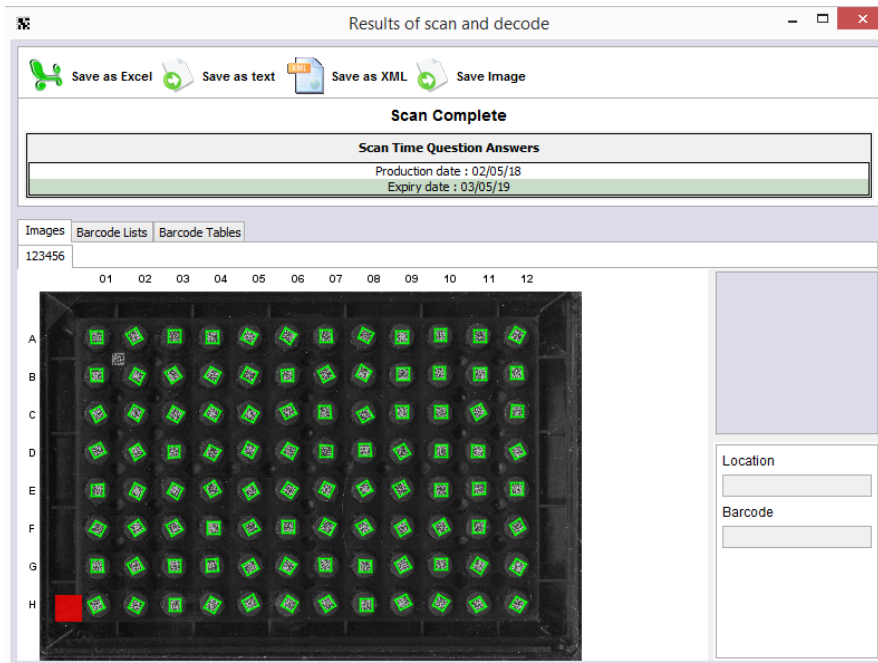 Results of scan and decode
Save as Excel Save as text XML Save as XML Save Image
Scan Complete
Scan Time Question Answers
Production date : 02/05/18
Expiry date : 03/05/19
Images Barcode Lists Barcode Tables
123456
01 02 03 04 05 06 07 08 09 10 11 12
A
B
C
D
E
F
G
H
Location
Barcode